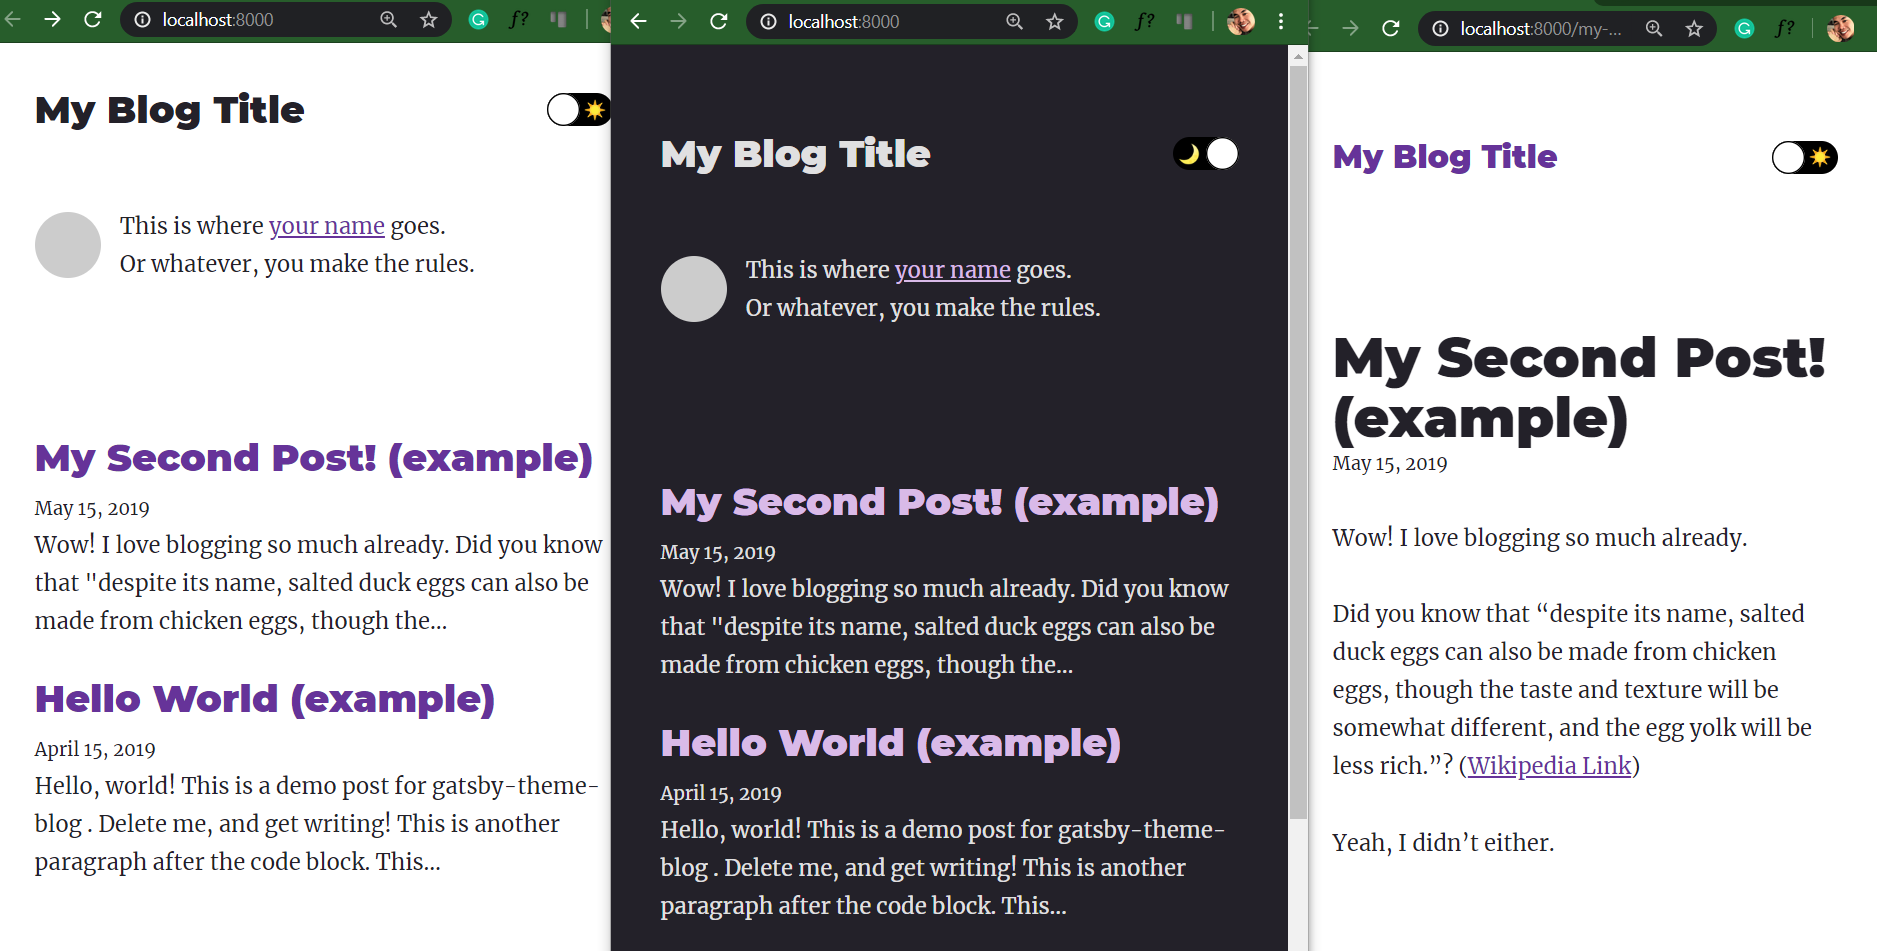 localhost:8000
f?
My Blog Title
This is where your name goes.
Or whatever, you make the rules.
My Second Post! (example)
May 15, 2019
Wow! I love blogging so much already. Did you know
that "despite its name, salted duck eggs can also be
made from chicken eggs, though the...
Hello World (example)
April 15, 2019
Hello, world! This is a demo post for gatsby-theme-
blog . Delete me, and get writing! This is another
paragraph after the code block. This...
localhost:8000
f?
My Blog Title
This is where your name goes.
Or whatever, you make the rules.
My Second Post! (example)
May 15, 2019
Wow! I love blogging so much already. Did you know
that "despite its name, salted duck eggs can also be
made from chicken eggs, though the...
Hello World (example)
April 15, 2019
Hello, world! This is a demo post for gatsby-theme-
blog . Delete me, and get writing! This is another
paragraph after the code block. This...
localhost:8000/my-...
f?
My Blog Title
My Second Post!
(example)
May 15, 2019
Wow! I love blogging so much already.
Did you know that “despite its name, salted
duck eggs can also be made from chicken
eggs, though the taste and texture will be
somewhat different, and the egg yolk will be
less rich.”? (Wikipedia Link)
Yeah, I didn’t either.